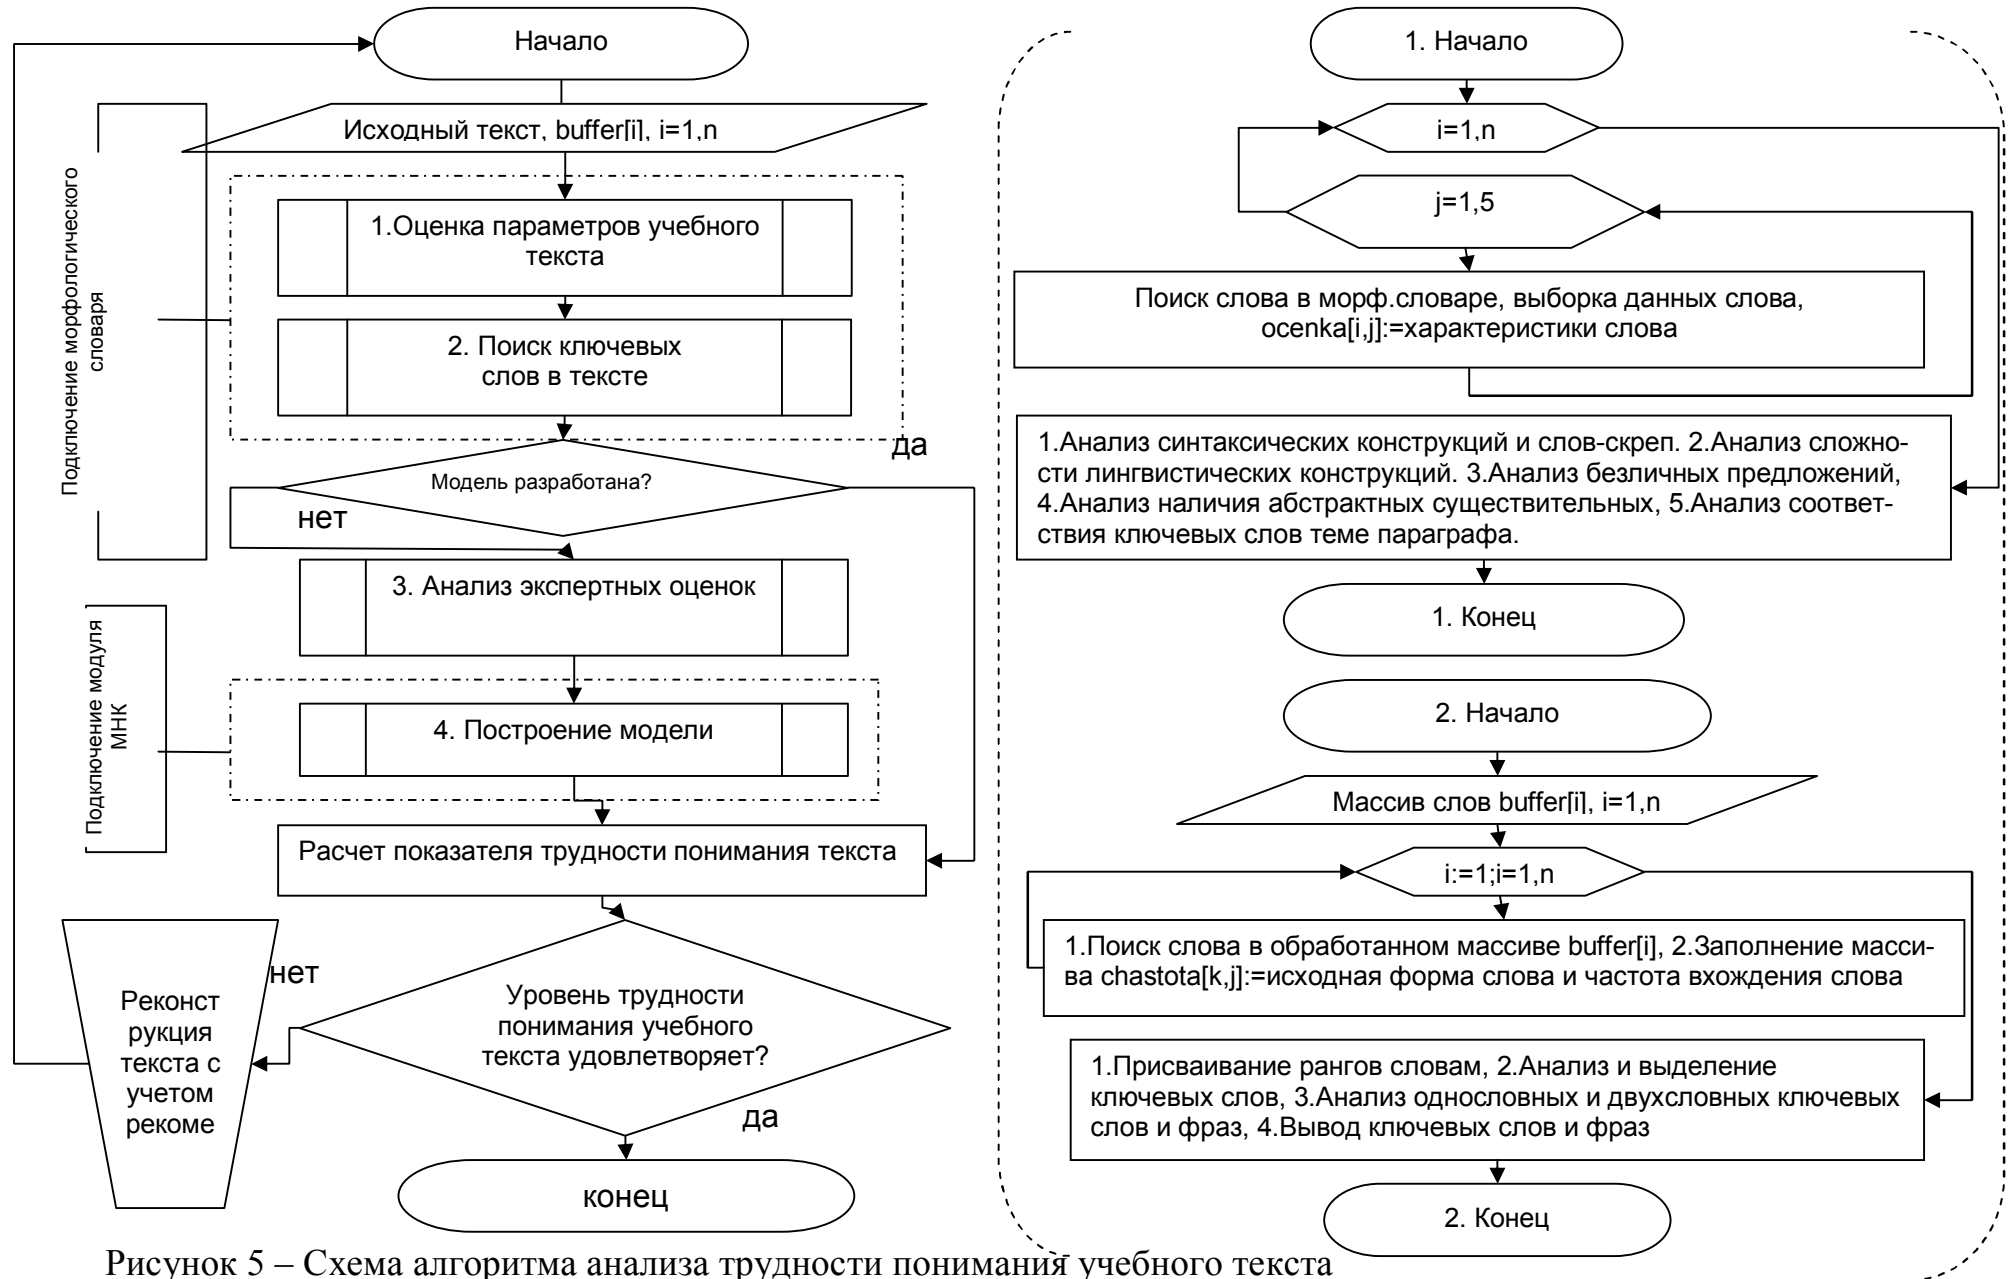 Начало
Исходный текст, buffer[i], i=1,n
Подключение морфологического
словаря
1.Оценка параметров учебного
текста
2. Поиск ключевых
слов в тексте
да
Модель разработана?
нет
3. Анализ экспертных оценок
Подключение модуля
МНК
4. Построение модели
Расчет показателя трудности понимания текста
нет
Реконст
рукция
текста с
учетом
рекоме
Уровень трудности
понимания учебного
текста удовлетворяет?
да
конец
1. Начало
i=1,n
j=1,5
Поиск слова в морф.словаре, выборка данных слова,
ocenka[i,j]:=характеристики слова
1.Анализ синтаксических конструкций и слов-скреп. 2.Анализ сложно-
сти лингвистических конструкций. 3.Анализ безличных предложений,
4.Анализ наличия абстрактных существительных, 5.Анализ соответ-
ствия ключевых слов теме параграфа.
1. Конец
2. Начало
Массив слов buffer[i], i=1,n
i:=1;i=1,n
1.Поиск слова в обработанном массиве buffer[i], 2.Заполнение масси-
ва chastota[k,j]:=исходная форма слова и частота вхождения слова
1.Присваивание рангов словам, 2.Анализ и выделение
ключевых слов, 3.Анализ однословных и двухсловных ключевых
слов и фраз, 4.Вывод ключевых слов и фраз
2. Конец
Рисунок 5 – Схема алгоритма анализа трудности понимания учебного текста